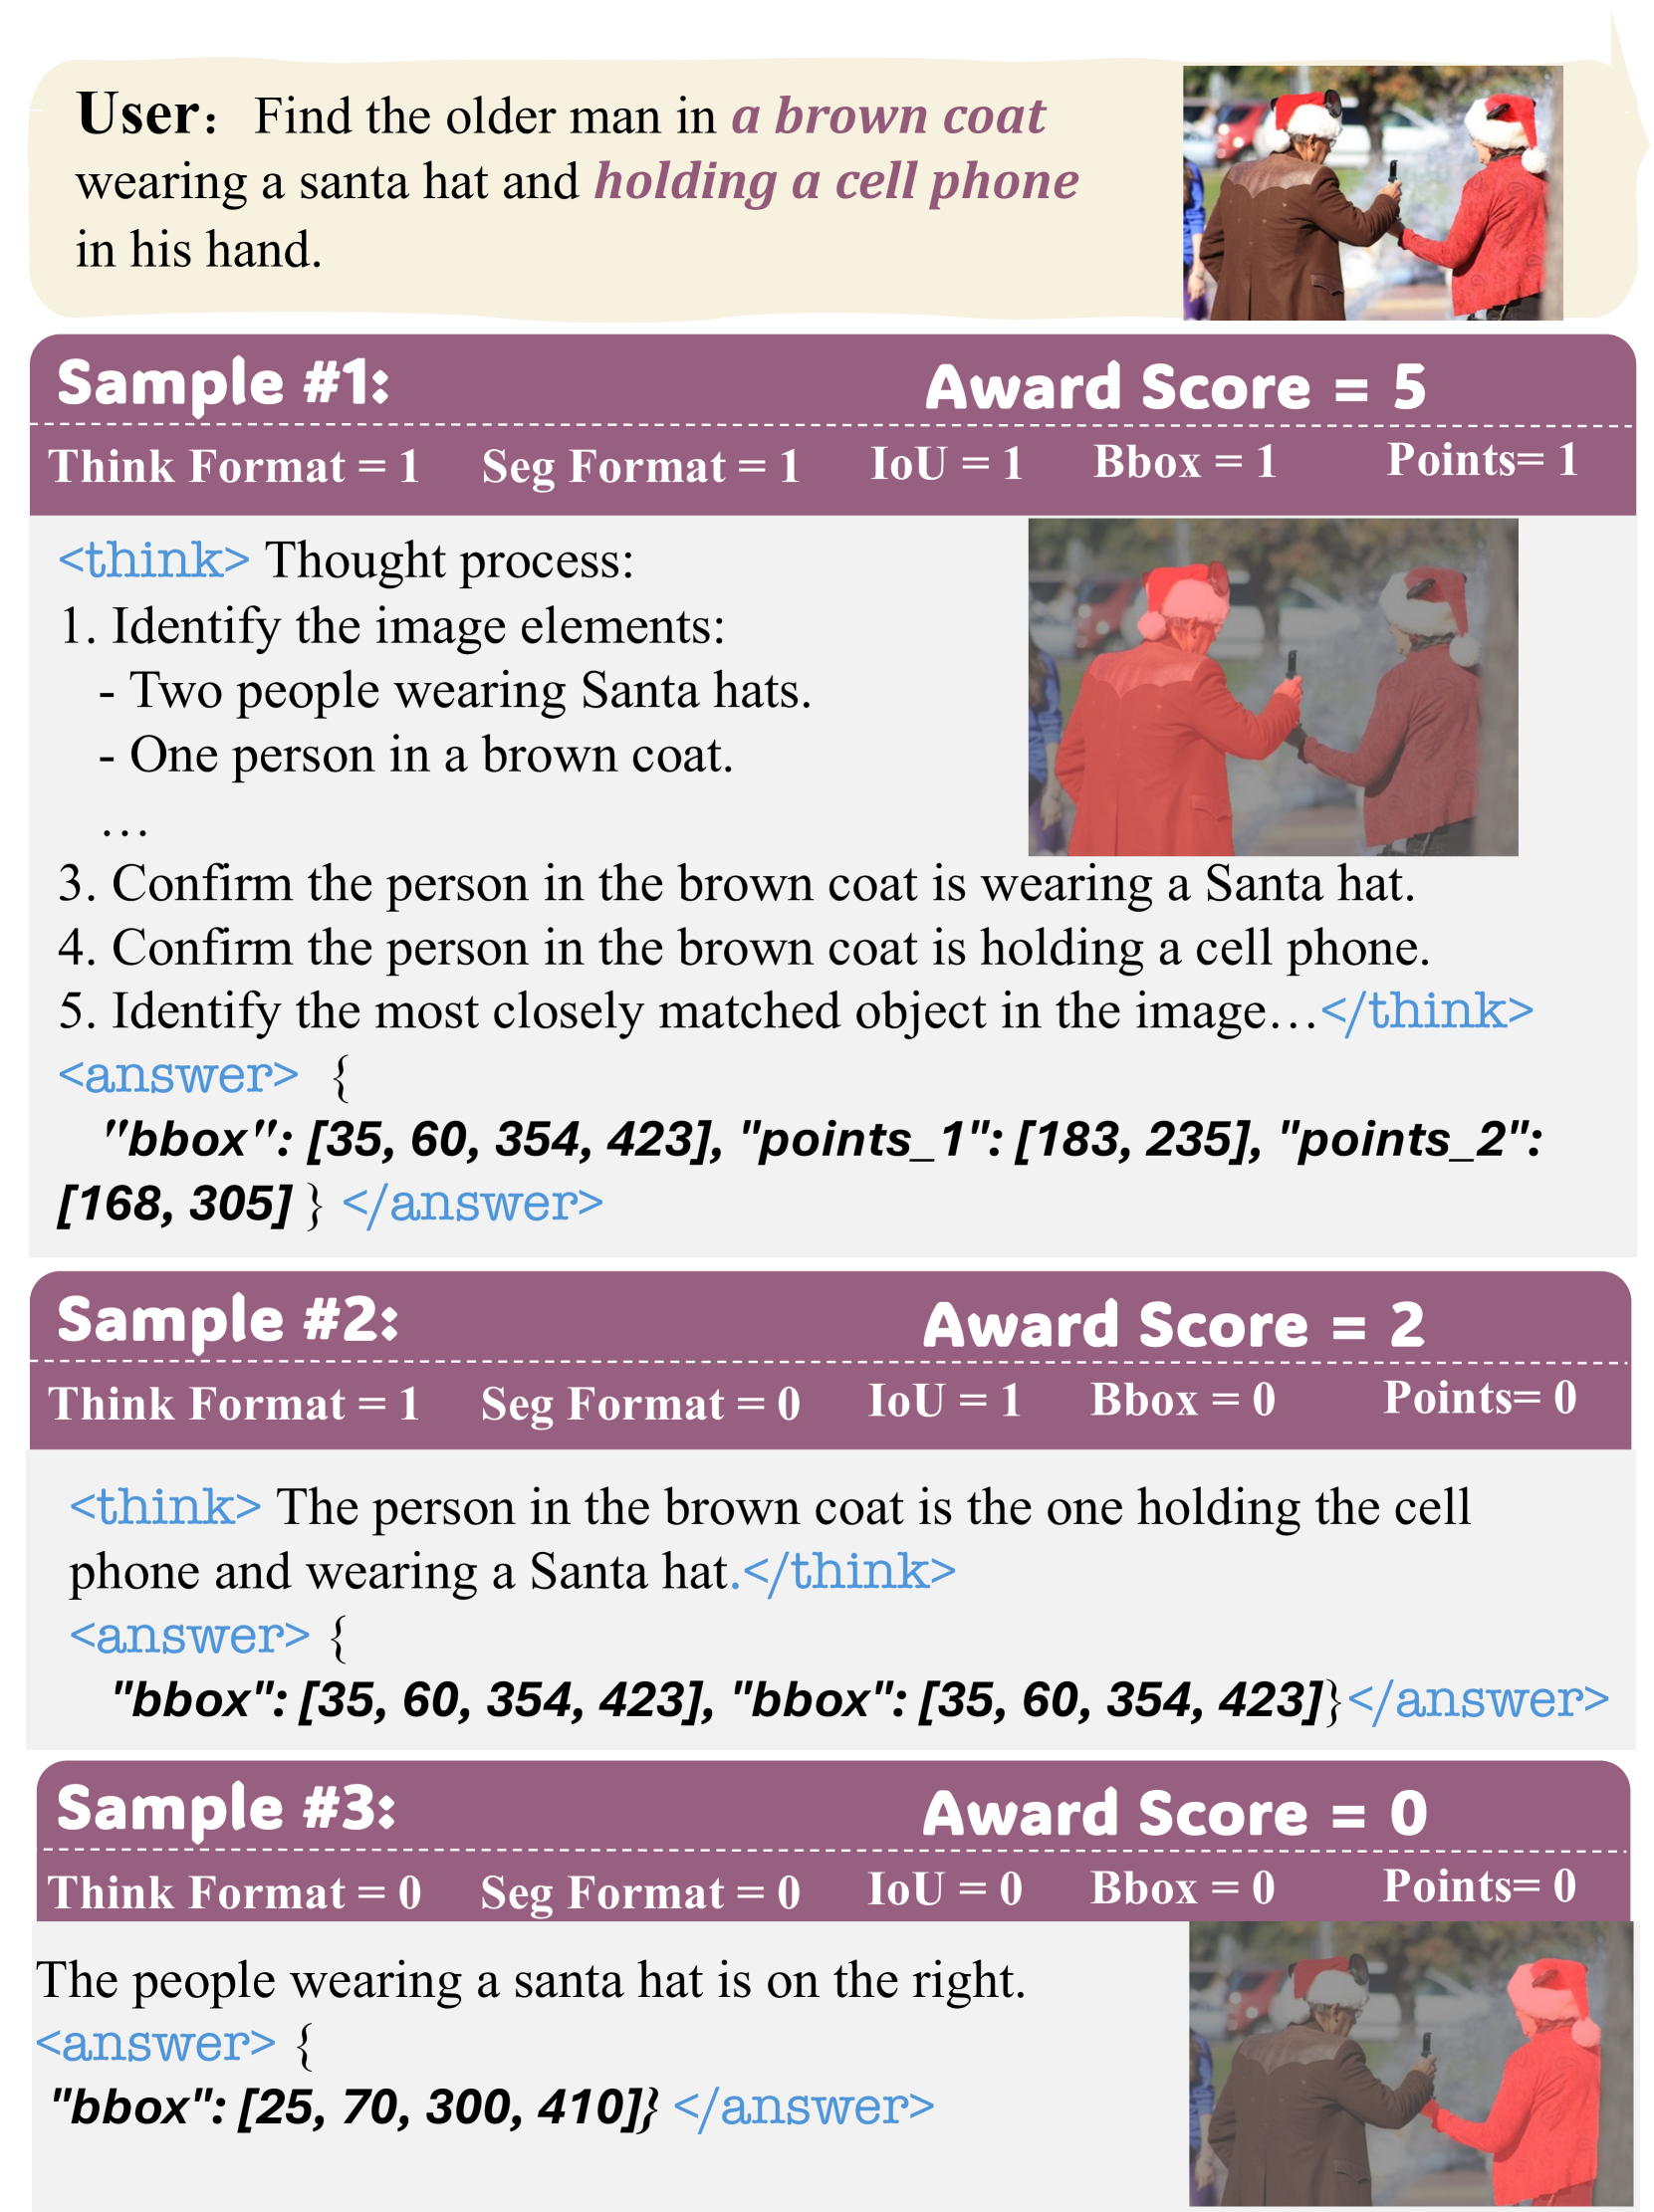 User： Find the older man in a brown coat
wearing a santa hat and holding a cell phone
in his hand.
Sample #1: Award Score = 5
Think Format = 1 Seg Format = 1 IoU = 1 Bbox = 1 Points= 1
<think> Thought process:
1. Identify the image elements:
- Two people wearing Santa hats.
- One person in a brown coat.
…
3. Confirm the person in the brown coat is wearing a Santa hat.
4. Confirm the person in the brown coat is holding a cell phone.
5. Identify the most closely matched object in the image…</think>
<answer> {
"bbox": [35, 60, 354, 423], "points_1": [183, 235], "points_2":
[168, 305] } </answer>
Sample #2: Award Score = 2
Think Format = 1 Seg Format = 0 IoU = 1 Bbox = 0 Points= 0
<think> The person in the brown coat is the one holding the cell
phone and wearing a Santa hat.</think>
<answer> {
"bbox": [35, 60, 354, 423], "bbox": [35, 60, 354, 423]}</answer>
Sample #3: Award Score = 0
Think Format = 0 Seg Format = 0 IoU = 0 Bbox = 0 Points= 0
The people wearing a santa hat is on the right.
<answer> {
"bbox": [25, 70, 300, 410]} </answer>